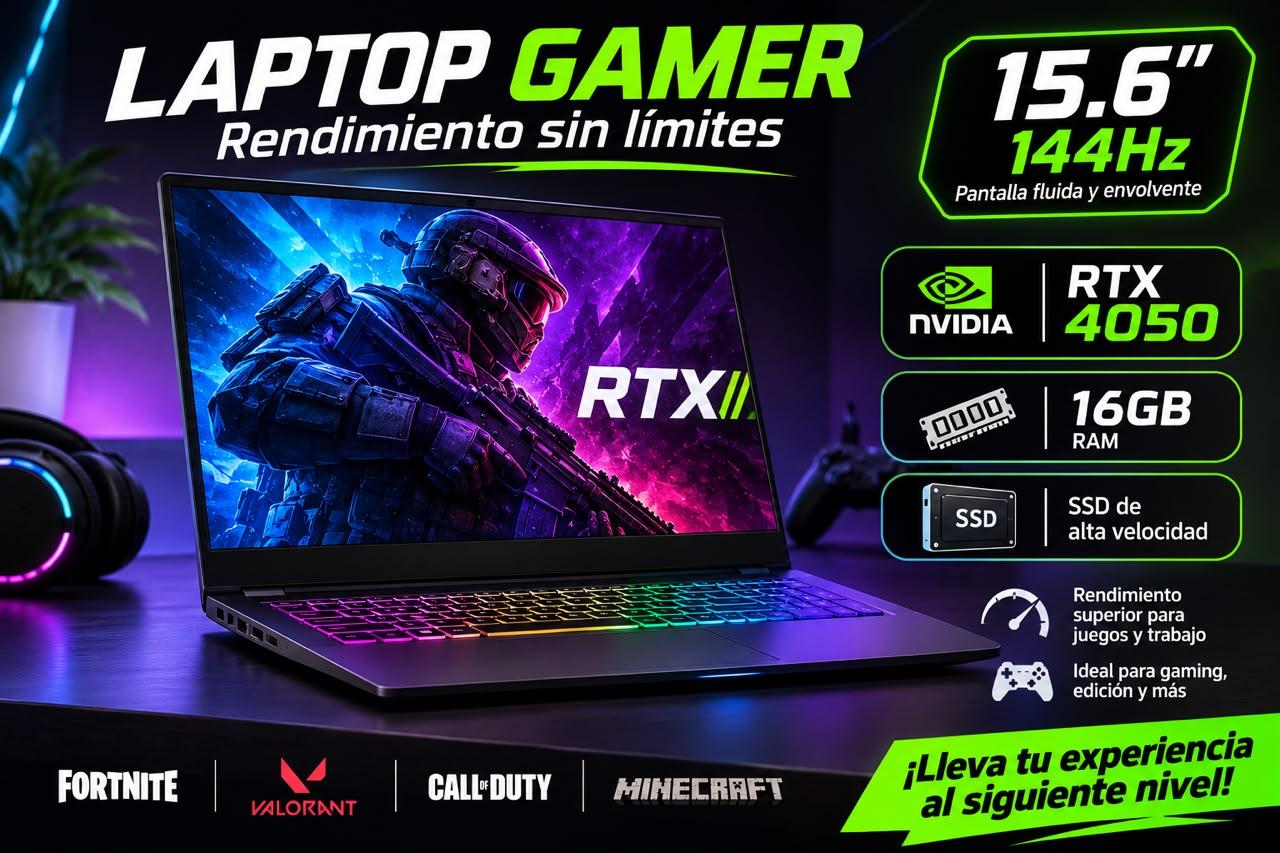 LAPTOP GAMER
Rendimiento sin límites
15.6”
144Hz
Pantalla fluida y envolvente
RTX
NVIDIA
RTX
4050
16GB
RAM
SSD
SSD de
alta velocidad
Rendimiento
superior para
juegos y trabajo
Ideal para gaming,
edición y más
FORTNITE
VALORANT
CALL OF DUTY
MINECRAFT
¡Lleva tu experiencia
al siguiente nivel!